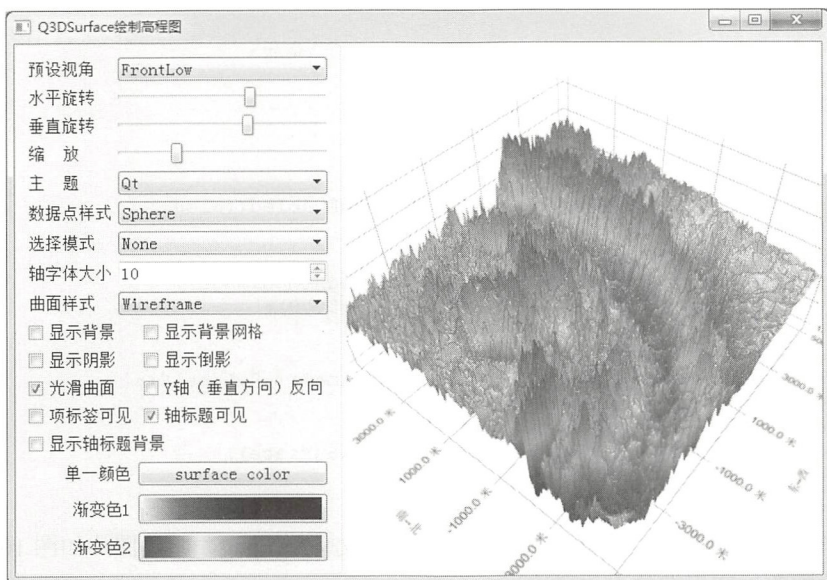 Q3DSurface绘制高程图
预设视角 FrontLow
水平旋转
垂直旋转
缩 放
主 题 Qt
数据点样式 Sphere
选择模式 None
轴字体大小 10
曲面样式 Wireframe
显示背景 显示背景网格
显示阴影 显示倒影
光滑曲面 Y轴（垂直方向）反向
项标签可见 轴标题可见
显示轴标题背景
单一颜色 surface color
渐变色1
渐变色2
3000.0 米
1000.0 米
-1000.0 米
3000.0 米
1000.0 米
-1000.0 米
-3000.0 米